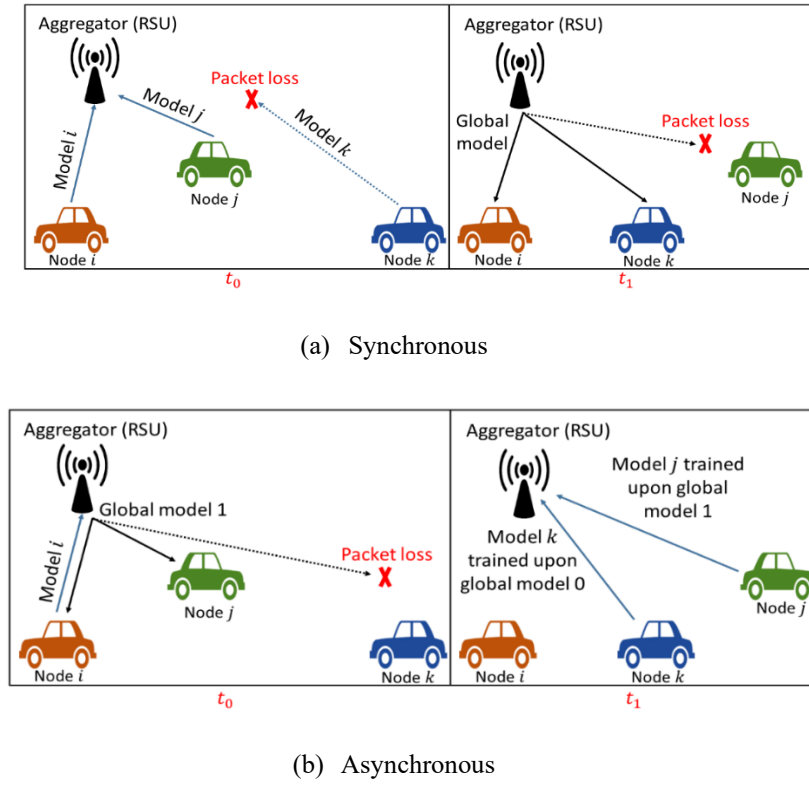 Aggregator (RSU)
Packet loss
Model i
Model j
Model k
Node i
Node j
Node k
t₀
Aggregator (RSU)
Global
model
Packet loss
Node i
Node k
Node j
t₁
(a) Synchronous
Aggregator (RSU)
Global model 1
Model i
Packet loss
Node j
Node i
Node k
t₀
Aggregator (RSU)
Model j trained
upon global
model 1
Model k
trained upon
global model 0
Node i
Node k
Node j
t₁
(b) Asynchronous